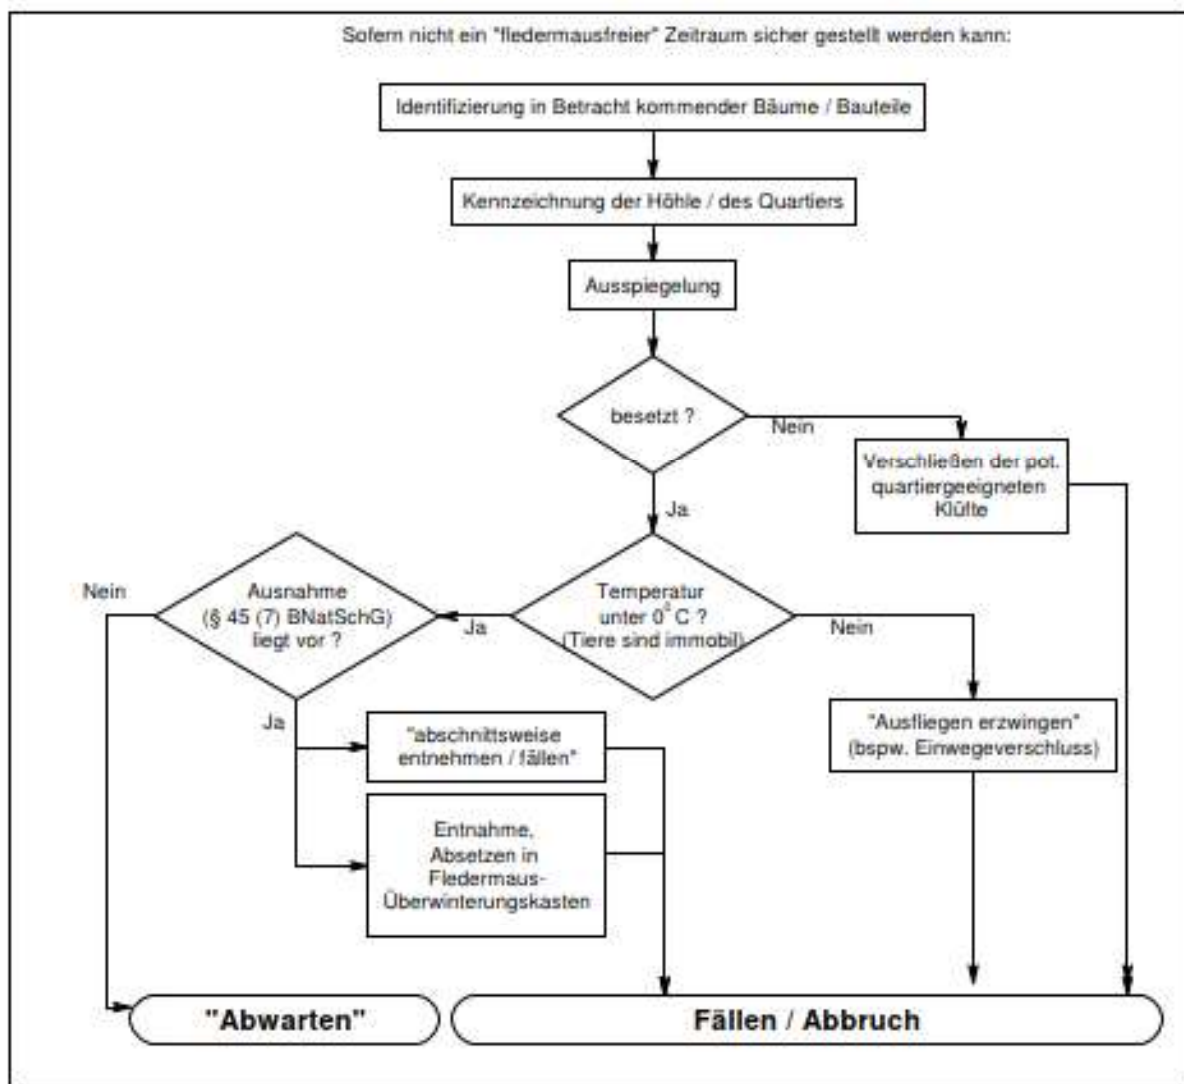 Sofern nicht ein "fledermausfreier" Zeitraum sicher gestellt werden kann:
Identifizierung in Betracht kommender Bäume / Bauteile
Kennzeichnung der Höhle / des Quartiers
Ausspiegelung
besetzt ?
Nein
Verschließen der pot.
quartiergeeigneten
Klüfte
Ja
Temperatur
unter 0° C ?
(Tiere sind immobil)
Ja
Nein
Ausnahme
(§ 45 (7) BNatSchG)
liegt vor ?
Nein
Ja
"abschnittsweise
entnehmen / fällen"
Entnahme,
Absetzen in
Fledermaus-
Überwinterungskasten
"Ausfliegen erzwingen"
(bspw. Einwegeverschluss)
"Abwarten"
Fällen / Abbruch